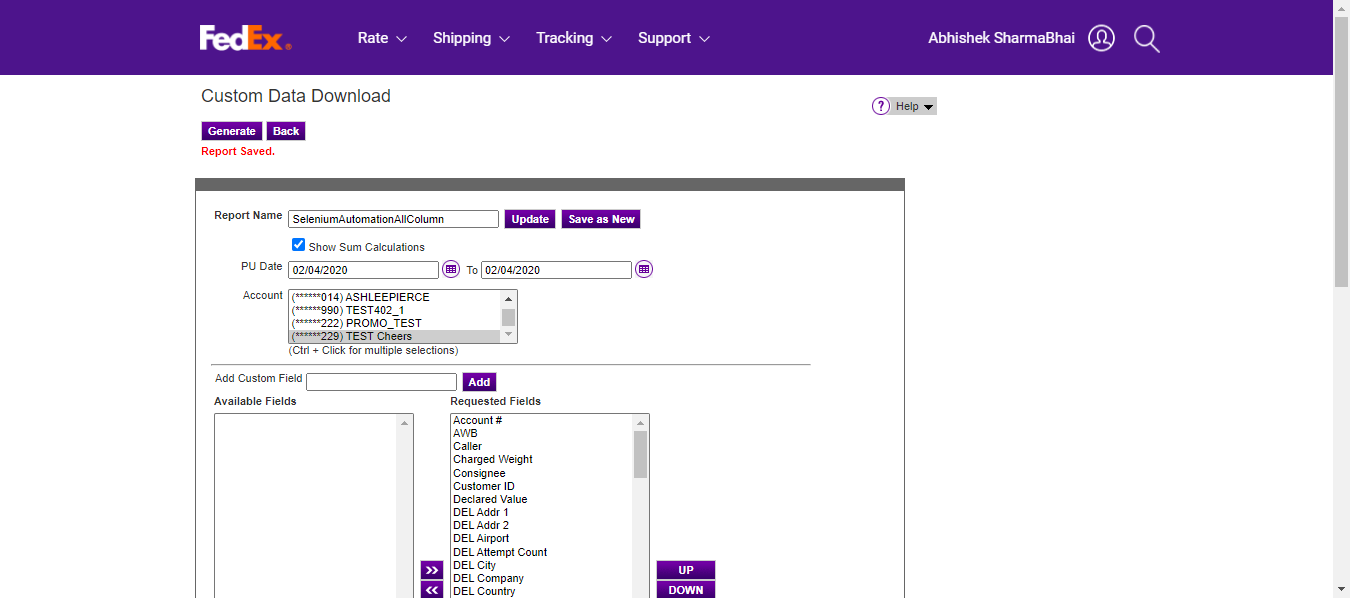 FedEx®
Rate Shipping Tracking Support Abhishek SharmaBhai
Custom Data Download
? Help
Generate Back
Report Saved.
Report Name SeleniumAutomationAllColumn Update Save as New
Show Sum Calculations
PU Date 02/04/2020 To 02/04/2020
Account (******014) ASHLEEPIERCE
(******990) TEST402_1
(******222) PROMO_TEST
(******229) TEST Cheers
(Ctrl + Click for multiple selections)
Add Custom Field Add
Available Fields Requested Fields
Account #
AWB
Caller
Charged Weight
Consignee
Customer ID
Declared Value
DEL Addr 1
DEL Addr 2
DEL Airport
DEL Attempt Count
DEL City
>> UP
DEL Company
<< DEL Country DOWN